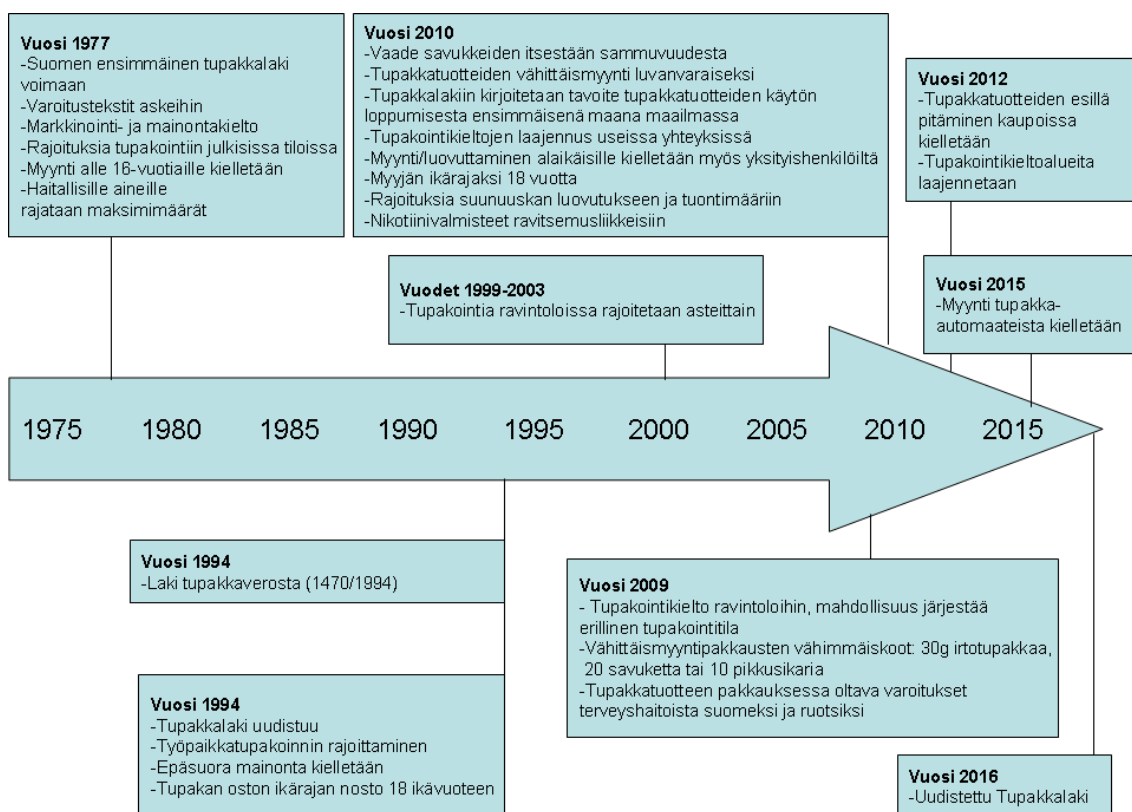 Vuosi 1977
-Suomen ensimmäinen tupakkalaki
voimaan
-Varoitustekstit askeihin
-Markkinointi- ja mainontakielto
-Rajoituksia tupakointiin julkisissa tiloissa
-Myynti alle 16-vuotiaille kielletään
-Haitallisille aineille
rajataan maksimimäärät
Vuosi 2010
-Vaade savukkeiden itsestään sammuvuudesta
-Tupakkatuotteiden vähittäismyynti luvanvaraiseksi
-Tupakkalakiin kirjoitetaan tavoite tupakkatuotteiden käytön
loppumisesta ensimmäisenä maana maailmassa
-Tupakointikieltojen laajennus useissa yhteyksissä
-Myynti/luovuttaminen alaikäisille kielletään myös yksityishenkilöiltä
-Myyjän ikärajaksi 18 vuotta
-Rajoituksia suunuuskan luovutukseen ja tuontimääriin
-Nikotiinivalmisteet ravitsemusliikkeisiin
Vuosi 2012
-Tupakkatuotteiden esillä
pitäminen kaupoissa
kielletään
-Tupakointikieltoalueita
laajennetaan
Vuodet 1999-2003
-Tupakointia ravintoloissa rajoitetaan asteittain
Vuosi 2015
-Myynti tupakka-
automaateista kielletään
1975 1980 1985 1990 1995 2000 2005 2010 2015
Vuosi 1994
-Laki tupakkaverosta (1470/1994)
Vuosi 1994
-Tupakkalaki uudistuu
-Työpaikkatupakoinnin rajoittaminen
-Epäsuora mainonta kielletään
-Tupakan oston ikärajan nosto 18 ikävuoteen
Vuosi 2009
- Tupakointikielto ravintoloihin, mahdollisuus järjestää
erillinen tupakointitila
-Vähittäismyyntipakkausten vähimmäiskoot: 30g irtotupakkaa,
20 savuketta tai 10 pikkusikaria
-Tupakkatuotteen pakkauksessa oltava varoitukset
terveyshaitoista suomeksi ja ruotsiksi
Vuosi 2016
-Uudistettu Tupakkalaki